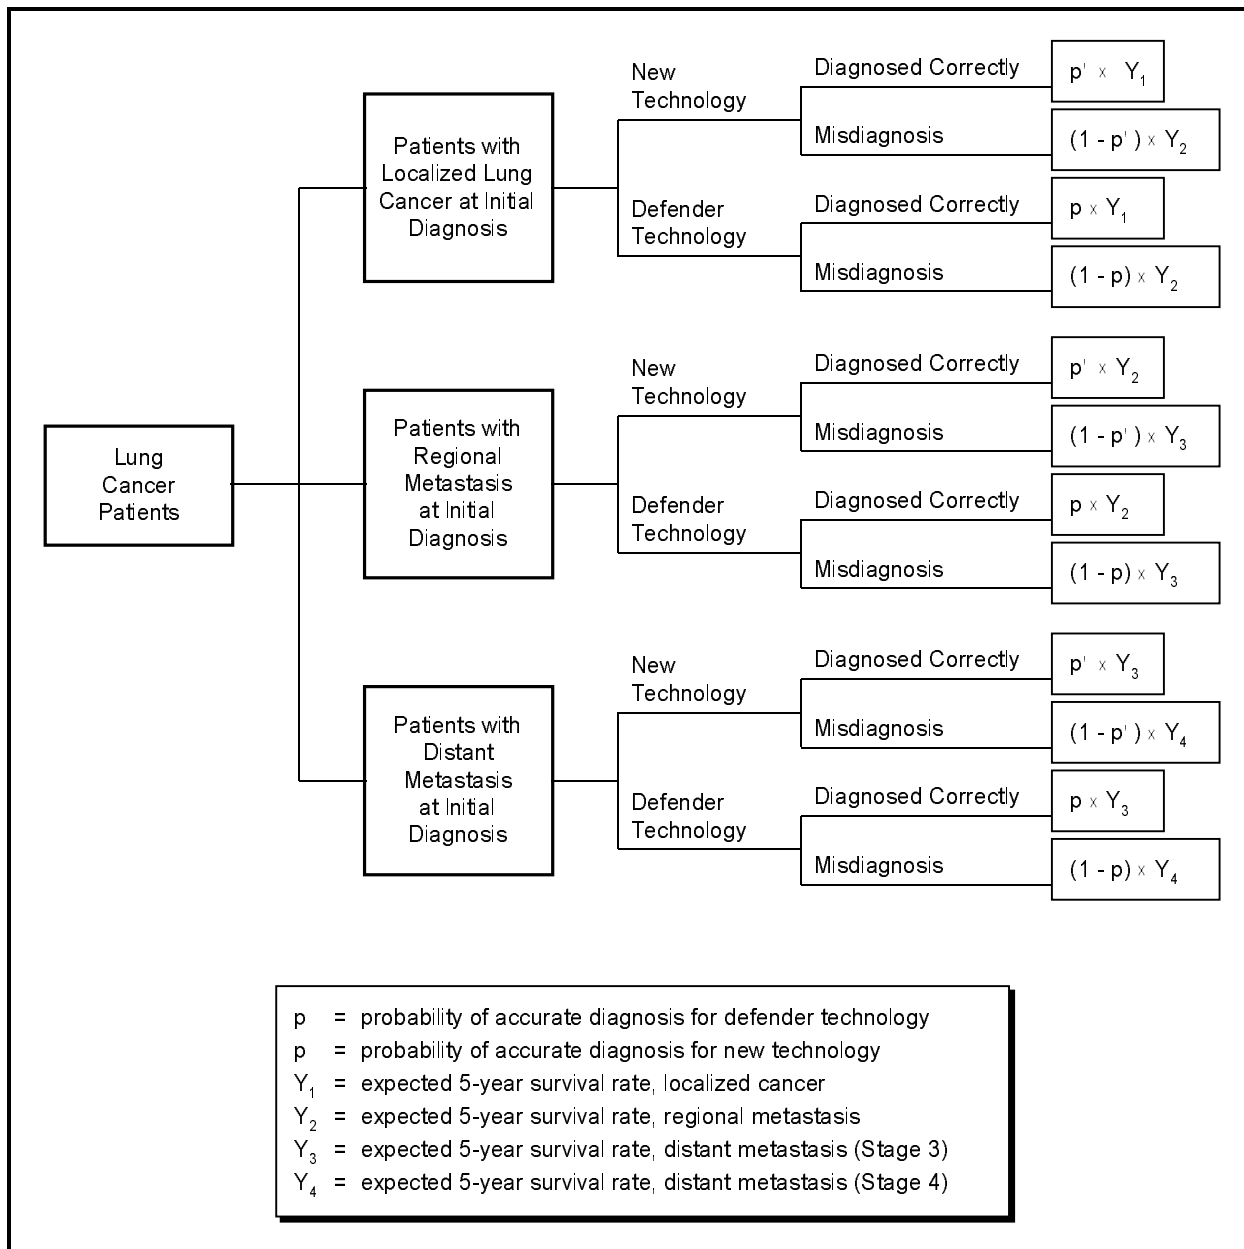 Lung
Cancer
Patients
Patients with
Localized Lung
Cancer at Initial
Diagnosis
New
Technology
Diagnosed Correctly
p' × Y₁
Misdiagnosis
(1 - p') × Y₂
Defender
Technology
Diagnosed Correctly
p × Y₁
Misdiagnosis
(1 - p) × Y₂
Patients with
Regional
Metastasis
at Initial
Diagnosis
New
Technology
Diagnosed Correctly
p' × Y₂
Misdiagnosis
(1 - p') × Y₃
Defender
Technology
Diagnosed Correctly
p × Y₂
Misdiagnosis
(1 - p) × Y₃
Patients with
Distant
Metastasis
at Initial
Diagnosis
New
Technology
Diagnosed Correctly
p' × Y₃
Misdiagnosis
(1 - p') × Y₄
Defender
Technology
Diagnosed Correctly
p × Y₃
Misdiagnosis
(1 - p) × Y₄
p = probability of accurate diagnosis for defender technology
p = probability of accurate diagnosis for new technology
Y₁ = expected 5-year survival rate, localized cancer
Y₂ = expected 5-year survival rate, regional metastasis
Y₃ = expected 5-year survival rate, distant metastasis (Stage 3)
Y₄ = expected 5-year survival rate, distant metastasis (Stage 4)